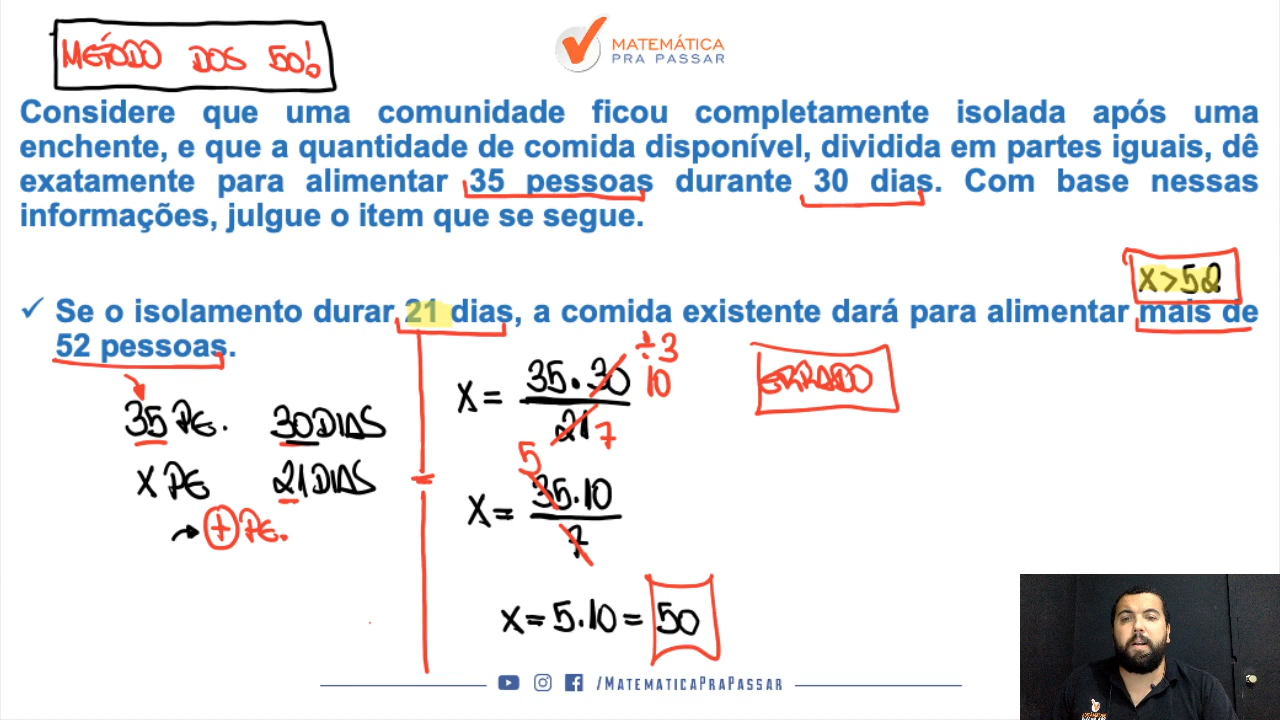 MÉTODO DOS 50!
MATEMÁTICA
PRA PASSAR
Considere que uma comunidade ficou completamente isolada após uma
enchente, e que a quantidade de comida disponível, dividida em partes iguais, dê
exatamente para alimentar 35 pessoas durante 30 dias. Com base nessas
informações, julgue o item que se segue.
X > 52
✓ Se o isolamento durar 21 dias, a comida existente dará para alimentar mais de
52 pessoas.
35 PE. 30 DIAS
X PE 21 DIAS
→ + PE.
÷3
X = 35.30 10
21 7
ERRADO
5
X = 35.10
7
X = 5.10 = 50
/MATEMATICAPRAPASSAR